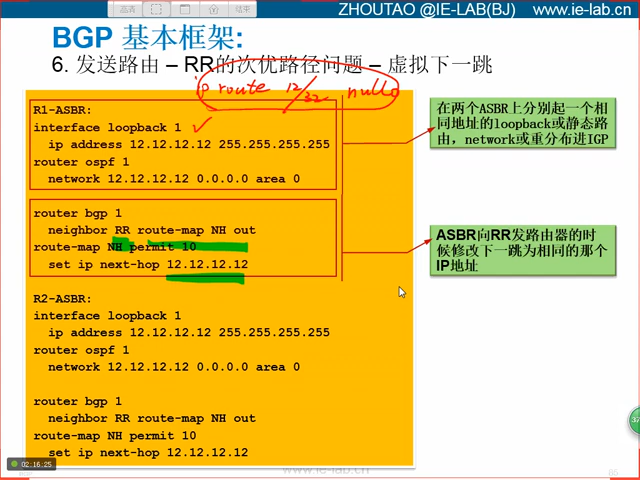 高清
结束
ZHOUTAO @IE-LAB(BJ) www.ie-lab.cn
BGP 基本框架:
6. 发送路由 – RR的次优路径问题 – 虚拟下一跳
ip route 12/32 null0
R1-ASBR:
interface loopback 1
ip address 12.12.12.12 255.255.255.255
router ospf 1
network 12.12.12.12 0.0.0.0 area 0
在两个ASBR上分别起一个相
同地址的loopback或静态路
由，network或重分布进IGP
router bgp 1
neighbor RR route-map NH out
route-map NH permit 10
set ip next-hop 12.12.12.12
ASBR向RR发路由器的时
候修改下一跳为相同的那个
IP地址
R2-ASBR:
interface loopback 1
ip address 12.12.12.12 255.255.255.255
router ospf 1
network 12.12.12.12 0.0.0.0 area 0
router bgp 1
neighbor RR route-map NH out
route-map NH permit 10
set ip next-hop 12.12.12.12
02:16:25
www.ie-lab.cn
65
37